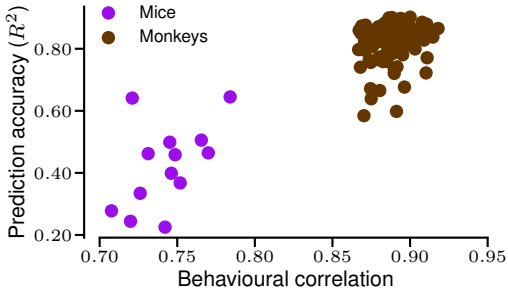 Mice
Monkeys
Prediction accuracy (R²)
0.80
0.60
0.40
0.20
0.70 0.75 0.80 0.85 0.90 0.95
Behavioural correlation